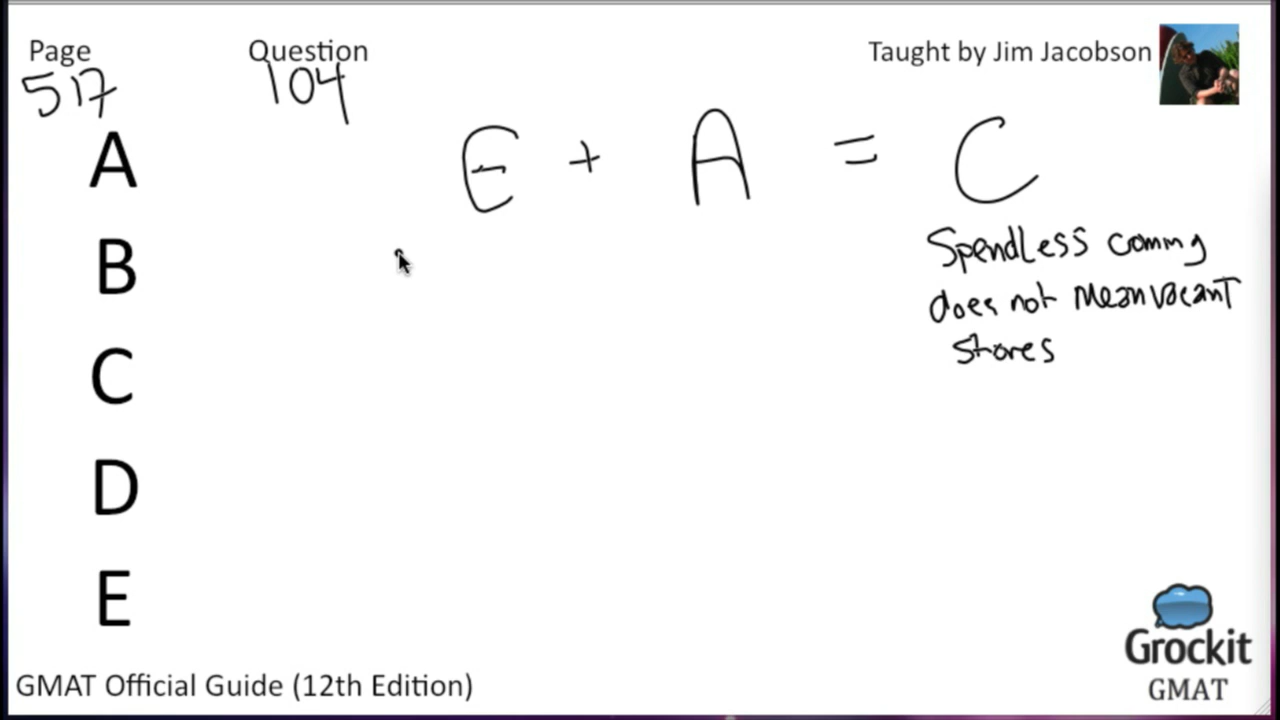 Page Question Taught by Jim Jacobson
517 104
A E + A = C
B Spendless coming
does not mean vacant
stores
C
D
E
Grockit
GMAT
GMAT Official Guide (12th Edition)